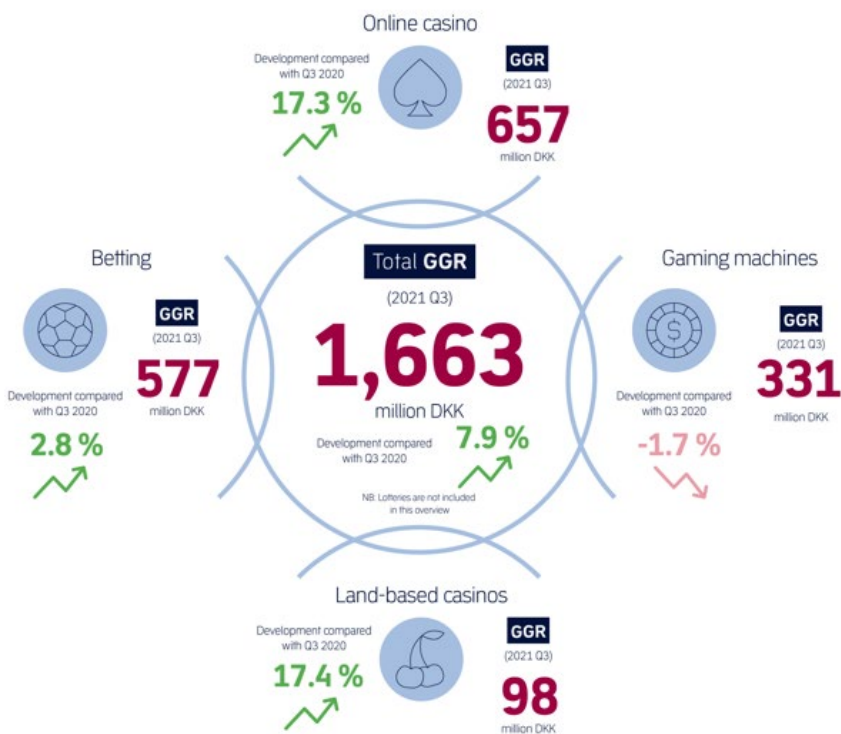 Online casino
Development compared
with Q3 2020
17.3 %
GGR
(2021 Q3)
657
million DKK
Betting
GGR
(2021 Q3)
577
million DKK
Development compared
with Q3 2020
2.8 %
Total GGR
(2021 Q3)
1,663
million DKK
Development compared
with Q3 2020
7.9 %
NB: Lotteries are not included
in this overview
Gaming machines
$
GGR
(2021 Q3)
331
million DKK
Development compared
with Q3 2020
-1.7 %
Land-based casinos
Development compared
with Q3 2020
17.4 %
GGR
(2021 Q3)
98
million DKK